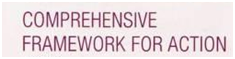 COMPREHENSIVE
FRAMEWORK FOR ACTION